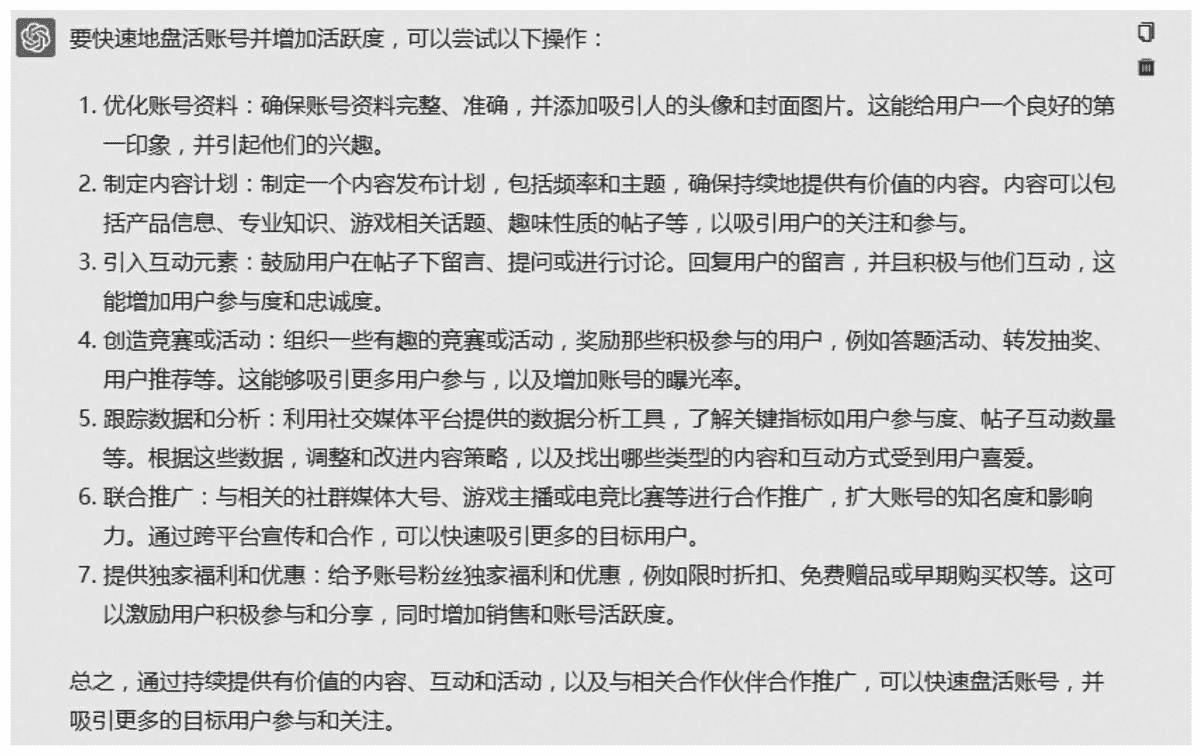 要快速地盘活账号并增加活跃度，可以尝试以下操作：
1. 优化账号资料：确保账号资料完整、准确，并添加吸引人的头像和封面图片。这能给用户一个良好的第
一印象，并引起他们的兴趣。
2. 制定内容计划：制定一个内容发布计划，包括频率和主题，确保持续地提供有价值的内容。内容可以包
括产品信息、专业知识、游戏相关话题、趣味性质的帖子等，以吸引用户的关注和参与。
3. 引入互动元素：鼓励用户在帖子下留言、提问或进行讨论。回复用户的留言，并且积极与他们互动，这
能增加用户参与度和忠诚度。
4. 创造竞赛或活动：组织一些有趣的竞赛或活动，奖励那些积极参与的用户，例如答题活动、转发抽奖、
用户推荐等。这能够吸引更多用户参与，以及增加账号的曝光率。
5. 跟踪数据和分析：利用社交媒体平台提供的数据分析工具，了解关键指标如用户参与度、帖子互动数量
等。根据这些数据，调整和改进内容策略，以及找出哪些类型的内容和互动方式受到用户喜爱。
6. 联合推广：与相关的社群媒体大号、游戏主播或电竞比赛等进行合作推广，扩大账号的知名度和影响
力。通过跨平台宣传和合作，可以快速吸引更多的目标用户。
7. 提供独家福利和优惠：给予账号粉丝独家福利和优惠，例如限时折扣、免费赠品或早期购买权等。这可
以激励用户积极参与和分享，同时增加销售和账号活跃度。
总之，通过持续提供有价值的内容、互动和活动，以及与相关合作伙伴合作推广，可以快速盘活账号，并
吸引更多的目标用户参与和关注。